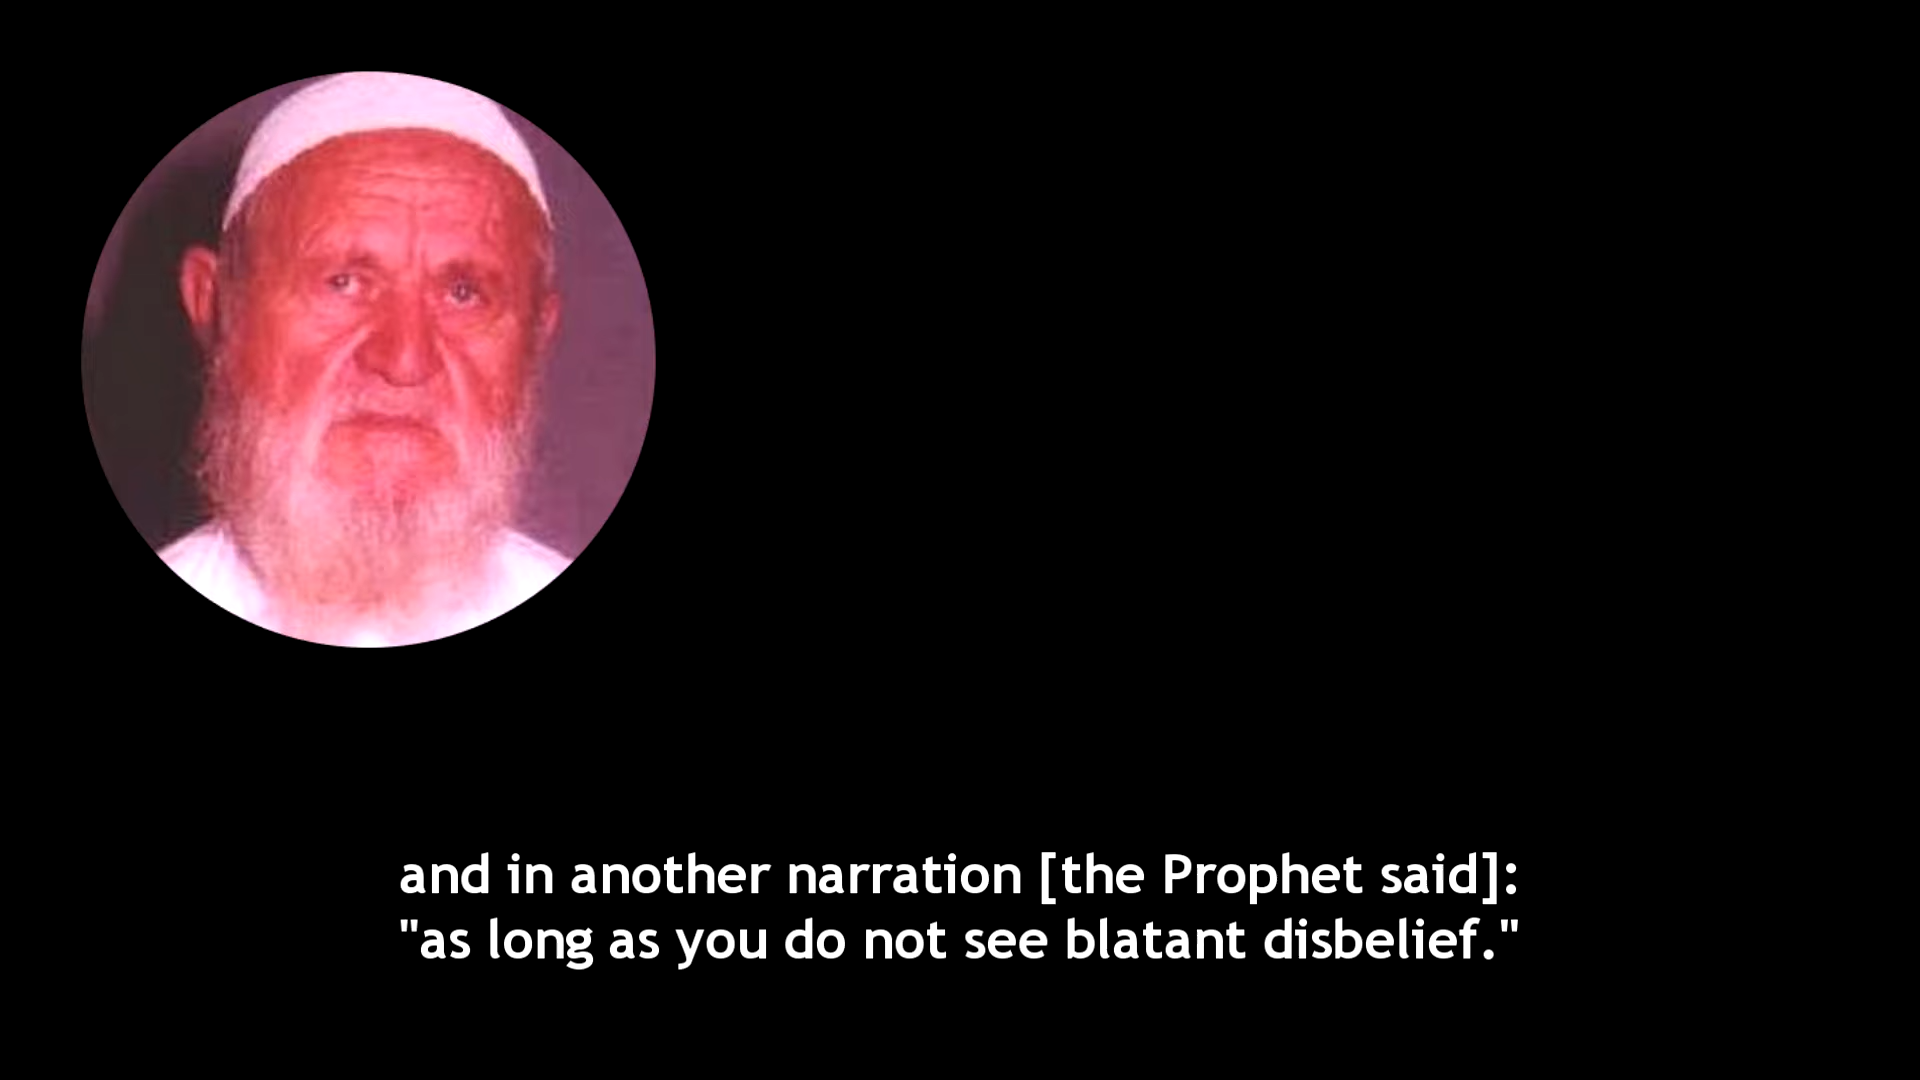 and in another narration [the Prophet said]:
"as long as you do not see blatant disbelief."